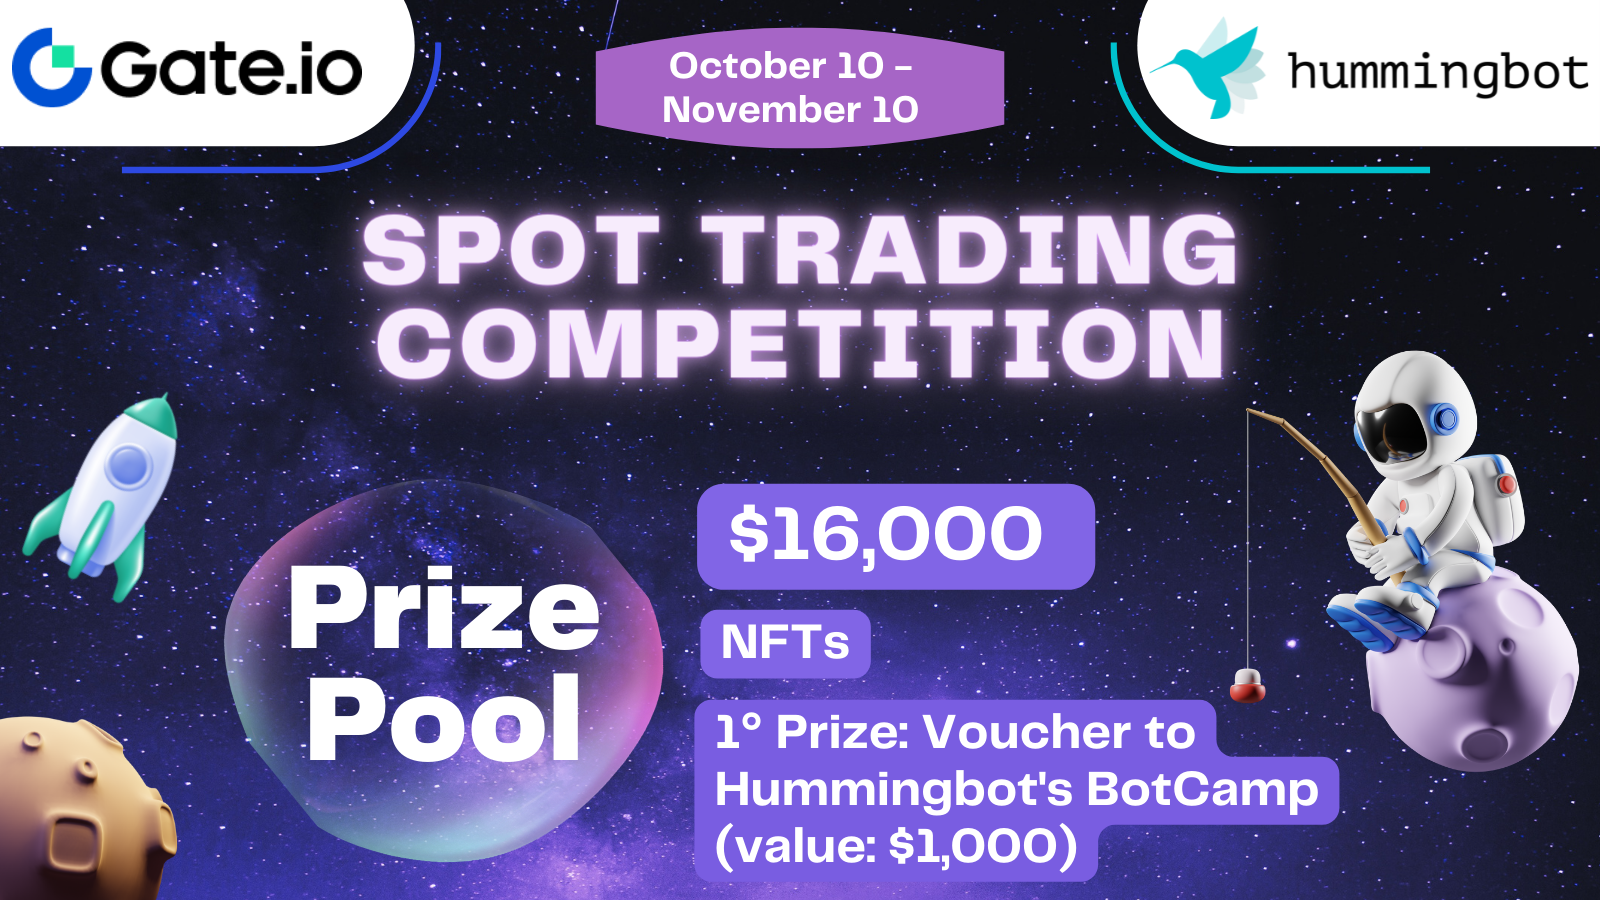 Gate.io
October 10 -
November 10
hummingbot
SPOT TRADING
COMPETITION
Prize
Pool
$16,000
NFTs
1° Prize: Voucher to
Hummingbot's BotCamp
(value: $1,000)